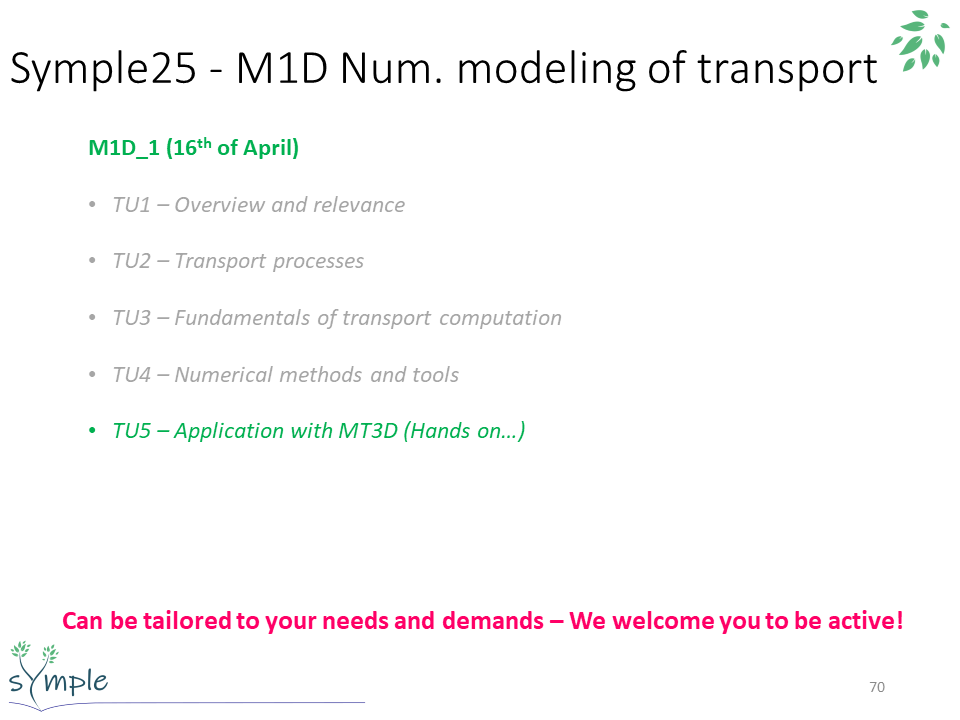 Symple25 - M1D Num. modeling of transport
M1D_1 (16th of April)
• TU1 – Overview and relevance
• TU2 – Transport processes
• TU3 – Fundamentals of transport computation
• TU4 – Numerical methods and tools
• TU5 – Application with MT3D (Hands on…)
Can be tailored to your needs and demands – We welcome you to be active!
sYmple
70